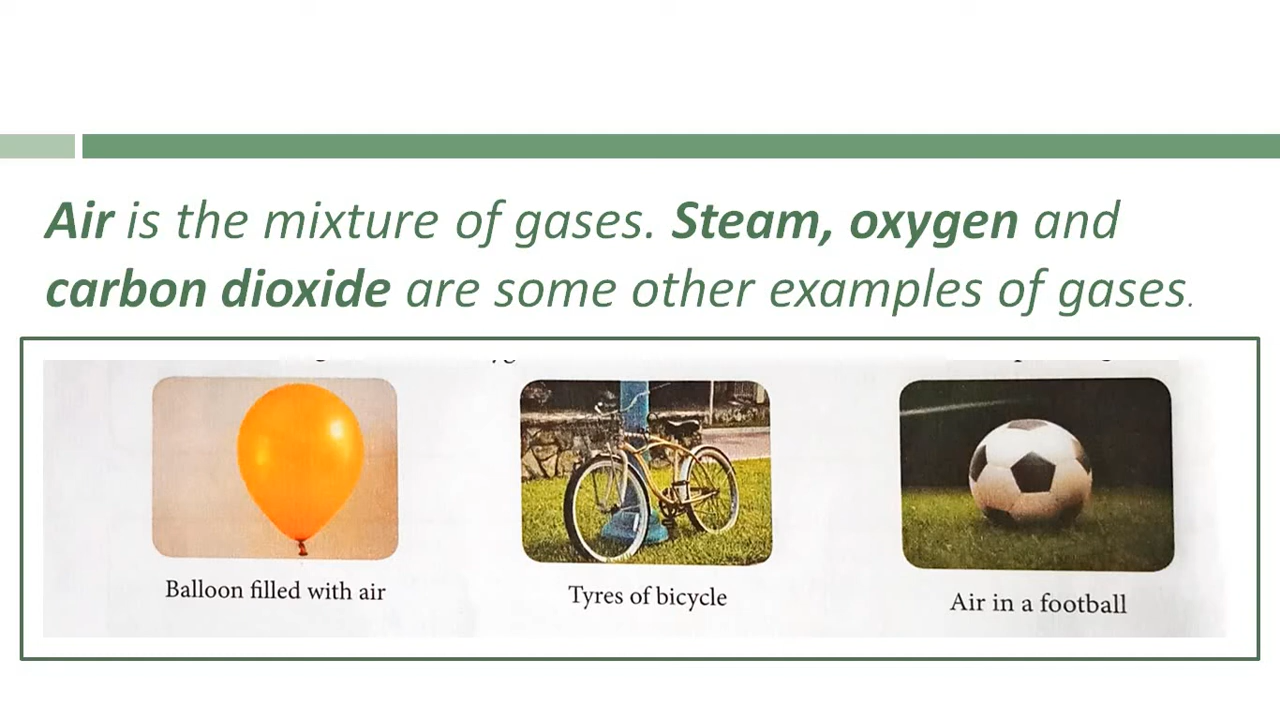 Air is the mixture of gases. Steam, oxygen and
carbon dioxide are some other examples of gases.
Balloon filled with air
Tyres of bicycle
Air in a football